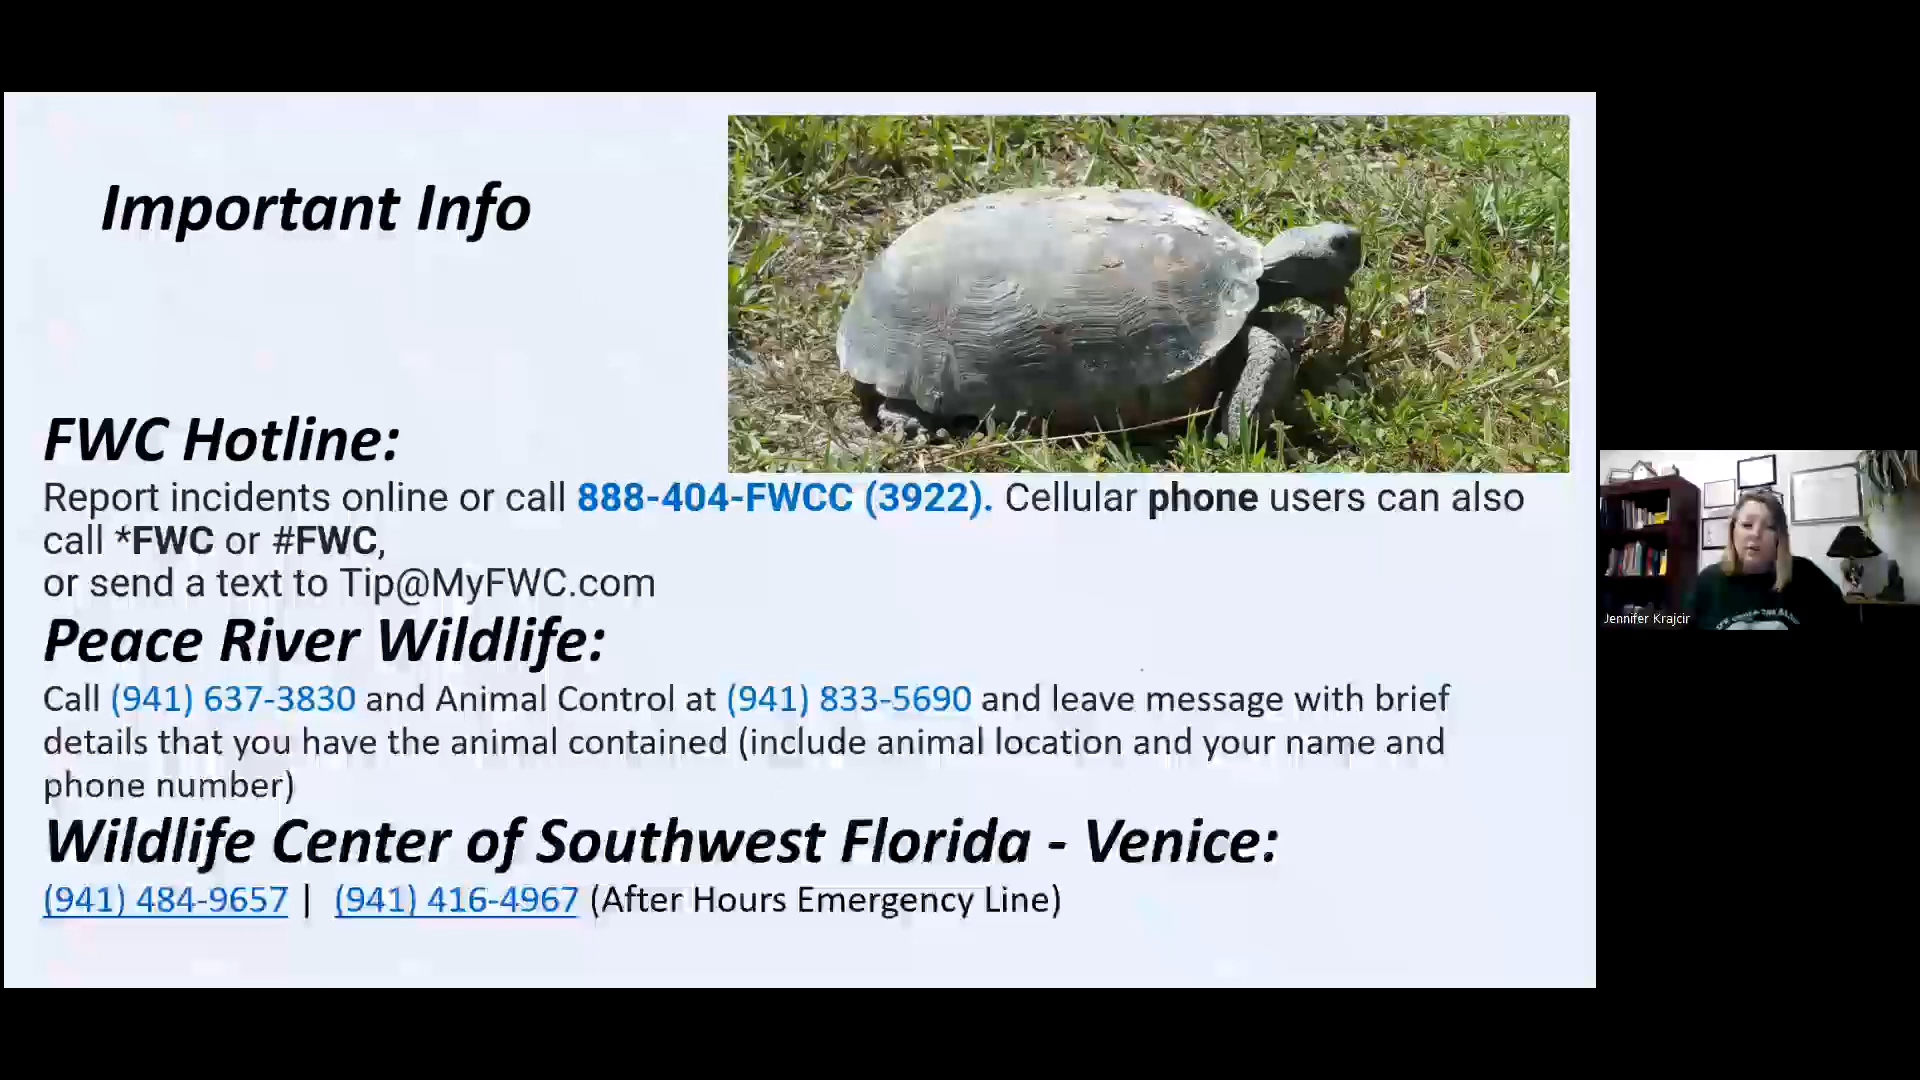 Important Info
FWC Hotline:
Report incidents online or call 888-404-FWCC (3922). Cellular phone users can also
call *FWC or #FWC,
or send a text to Tip@MyFWC.com
Peace River Wildlife:
Call (941) 637-3830 and Animal Control at (941) 833-5690 and leave message with brief
details that you have the animal contained (include animal location and your name and
phone number)
Wildlife Center of Southwest Florida - Venice:
(941) 484-9657 | (941) 416-4967 (After Hours Emergency Line)
Jennifer Krajcir